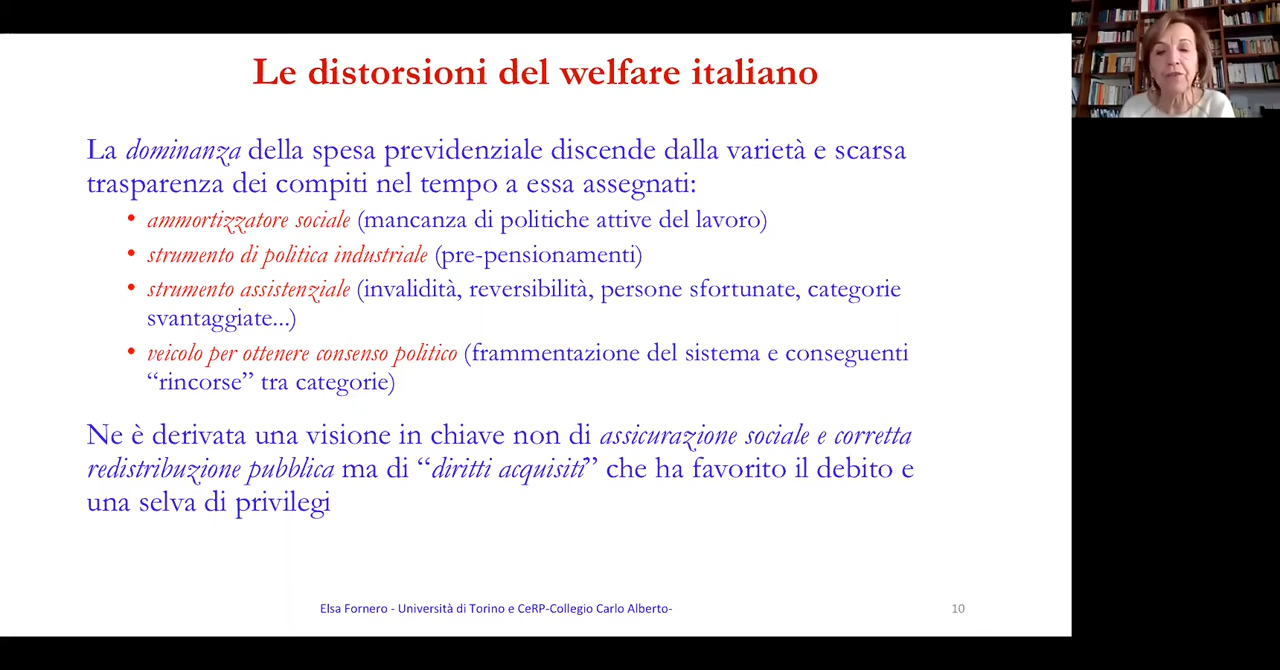 Le distorsioni del welfare italiano
La dominanza della spesa previdenziale discende dalla varietà e scarsa
trasparenza dei compiti nel tempo a essa assegnati:
• ammortizzatore sociale (mancanza di politiche attive del lavoro)
• strumento di politica industriale (pre-pensionamenti)
• strumento assistenziale (invalidità, reversibilità, persone sfortunate, categorie
svantaggiate...)
• veicolo per ottenere consenso politico (frammentazione del sistema e conseguenti
“rincorse” tra categorie)
Ne è derivata una visione in chiave non di assicurazione sociale e corretta
redistribuzione pubblica ma di “diritti acquisiti” che ha favorito il debito e
una selva di privilegi
Elsa Fornero - Università di Torino e CeRP-Collegio Carlo Alberto-
10